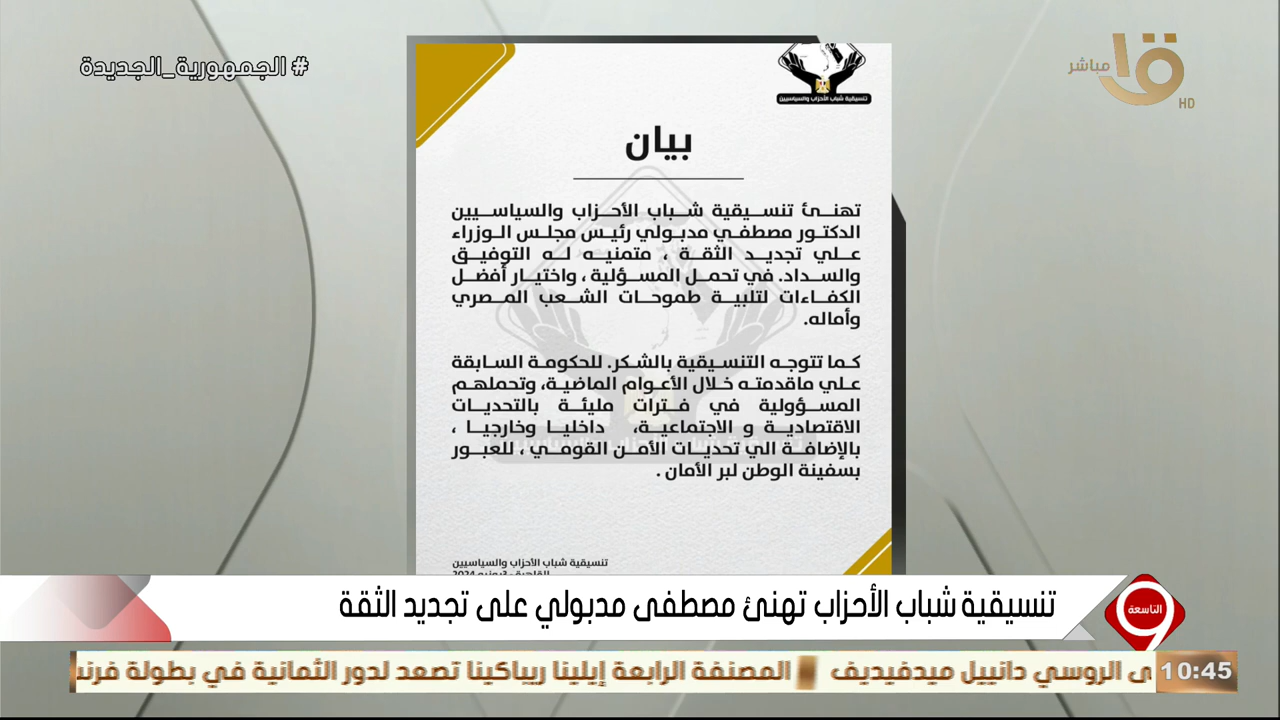 # الجمهورية_الجديدة
مباشر
HD
تنسيقية شباب الأحزاب والسياسيين
بيان
تهنئ تنسيقية شباب الأحزاب والسياسيين
الدكتور مصطفي مدبولي رئيس مجلس الوزراء
علي تجديد الثقة ، متمنيه له التوفيق
والسداد. في تحمل المسؤلية ، واختيار أفضل
الكفاءات لتلبية طموحات الشعب المصري
وأماله.
كما تتوجه التنسيقية بالشكر. للحكومة السابقة
علي ماقدمته خلال الأعوام الماضية، وتحملهم
المسؤولية في فترات مليئة بالتحديات
الاقتصادية و الاجتماعية، داخليا وخارجيا ،
بالإضافة الي تحديات الأمن القومي ، للعبور
بسفينة الوطن لبر الأمان .
تنسيقية شباب الأحزاب والسياسيين
تنسيقية شباب الأحزاب تهنئ مصطفى مدبولي على تجديد الثقة
التاسعة
9
ى الروسي دانييل ميدفيديف
المصنفة الرابعة إيلينا ريباكينا تصعد لدور الثمانية في بطولة فرنس
10:45